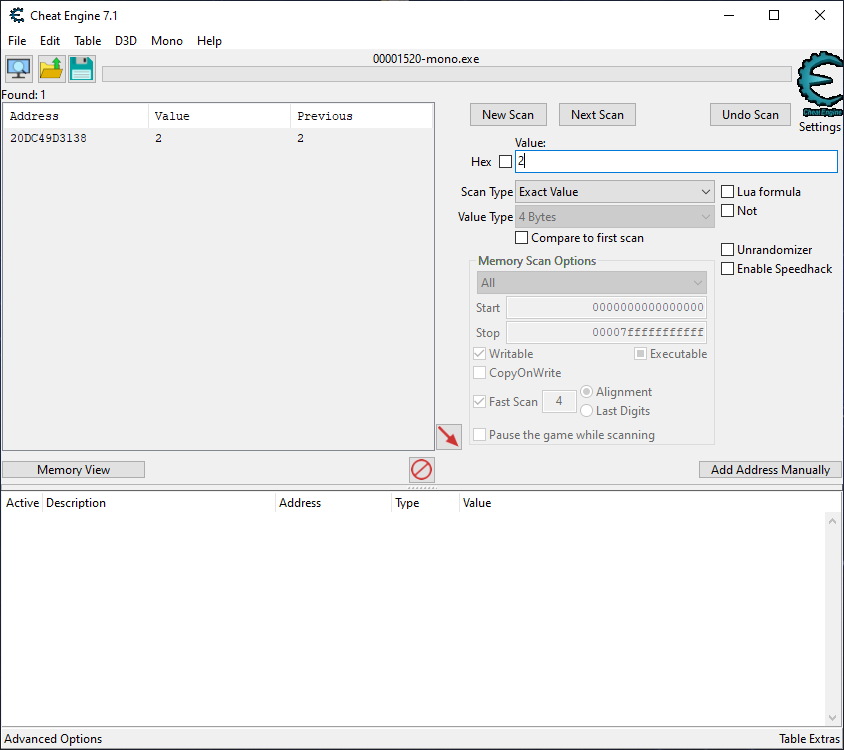 Cheat Engine 7.1
File Edit Table D3D Mono Help
00001520-mono.exe
Found: 1
Address Value Previous
20DC49D3138 2 2
New Scan Next Scan Undo Scan
Cheat Engine
Settings
Value:
Hex 2
Scan Type Exact Value Lua formula
Value Type 4 Bytes Not
Compare to first scan
Unrandomizer
Memory Scan Options
Enable Speedhack
All
Start 0000000000000000
Stop 00007fffffffffff
Writable Executable
CopyOnWrite
Fast Scan 4 Alignment
Last Digits
Pause the game while scanning
Memory View Add Address Manually
Active Description Address Type Value
Advanced Options Table Extras